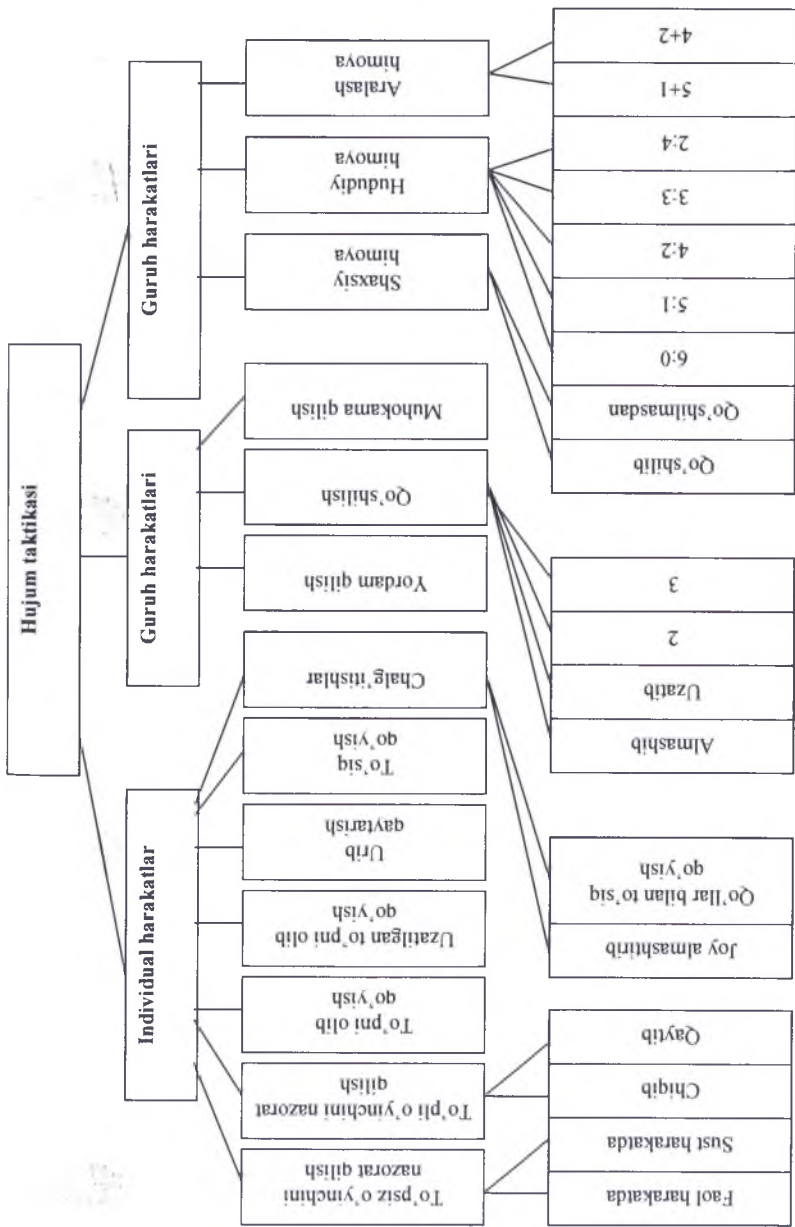 Hujum taktikasi
Individual harakatlar
Guruh harakatlari
Guruh harakatlari
To'psiz o'yinchini
nazorat qilish
To'pli o'yinchini nazorat
qilish
To'pni olib
qo'yish
Uzatilgan to'pni olib
qo'yish
Urib
qaytarish
To'siq
qo'yish
Chalg'itishlar
Yordam qilish
Qo'shilish
Muhokama qilish
Shaxsiy
himoya
Hududiy
himoya
Aralash
himoya
Faol harakatda
Sust harakatda
Chiqib
Qaytib
Joy almashtirib
Qo'llar bilan to'siq
qo'yish
Almashib
Uzatib
2
3
Qo'shilib
Qo'shilmasdan
6:0
5:1
4:2
3:3
2:4
5+1
4+2